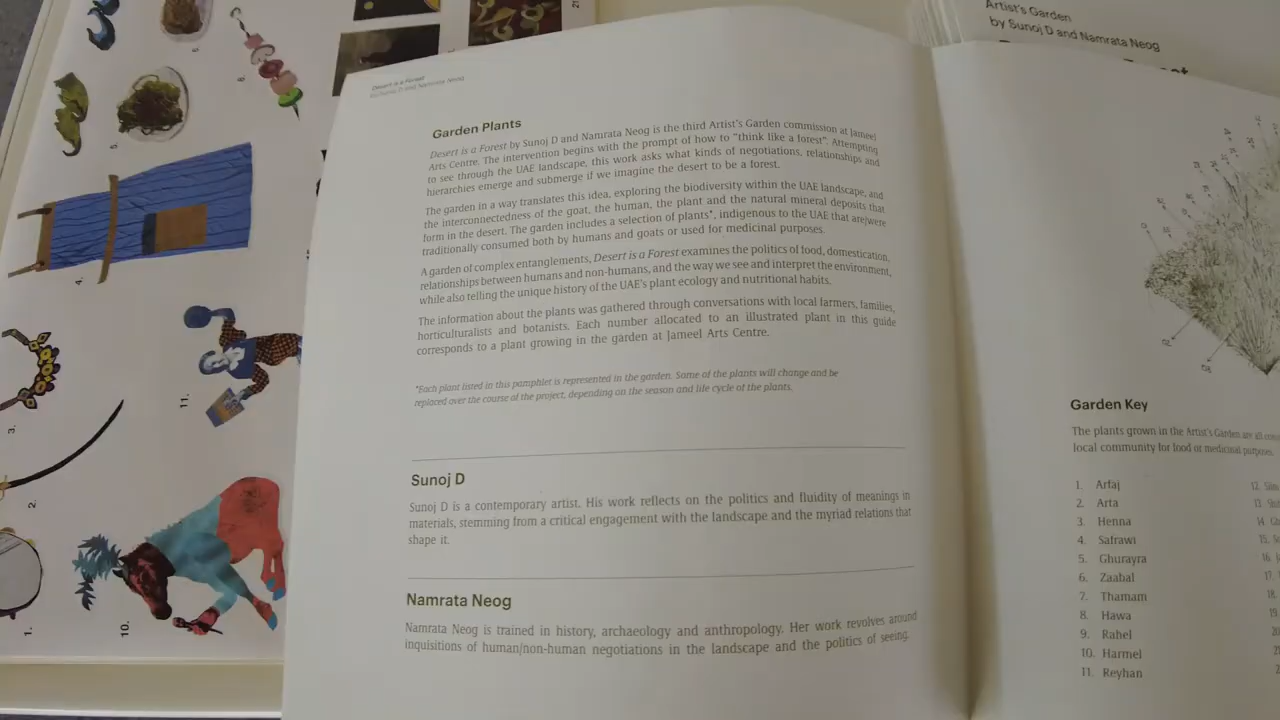 Artist's Garden
by Sunoj D and Namrata Neog
Desert is a Forest
by Sunoj D and Namrata Neog
Garden Plants
Desert is a Forest by Sunoj D and Namrata Neog is the third Artist's Garden commission at Jameel
Arts Centre. The intervention begins with the prompt of how to "think like a forest". Attempting
to see through the UAE landscape, this work asks what kinds of negotiations, relationships and
hierarchies emerge and submerge if we imagine the desert to be a forest.
The garden in a way translates this idea, exploring the biodiversity within the UAE landscape, and
the interconnectedness of the goat, the human, the plant and the natural mineral deposits that
form in the desert. The garden includes a selection of plants*, indigenous to the UAE that are/were
traditionally consumed both by humans and goats or used for medicinal purposes.
A garden of complex entanglements, Desert is a Forest examines the politics of food, domestication,
relationships between humans and non-humans, and the way we see and interpret the environment,
while also telling the unique history of the UAE's plant ecology and nutritional habits.
The information about the plants was gathered through conversations with local farmers, families,
horticulturalists and botanists. Each number allocated to an illustrated plant in this guide
corresponds to a plant growing in the garden at Jameel Arts Centre.
*Each plant listed in this pamphlet is represented in the garden. Some of the plants will change and be
replaced over the course of the project, depending on the season and life cycle of the plants.
Sunoj D
Sunoj D is a contemporary artist. His work reflects on the politics and fluidity of meanings in
materials, stemming from a critical engagement with the landscape and the myriad relations that
shape it.
Namrata Neog
Namrata Neog is trained in history, archaeology and anthropology. Her work revolves around
inquisitions of human/non-human negotiations in the landscape and the politics of seeing.
Garden Key
The plants grown in the Artist's Garden are all
local community for food or medicinal purposes.
1. Arfaj
2. Arta
3. Henna
4. Safrawi
5. Ghurayra
6. Zaabal
7. Thamam
8. Hawa
9. Rahel
10. Harmel
11. Reyhan
12.
13.
14.
15.
16.
17.
18.
1.
2.
3.
4.
10.
11.